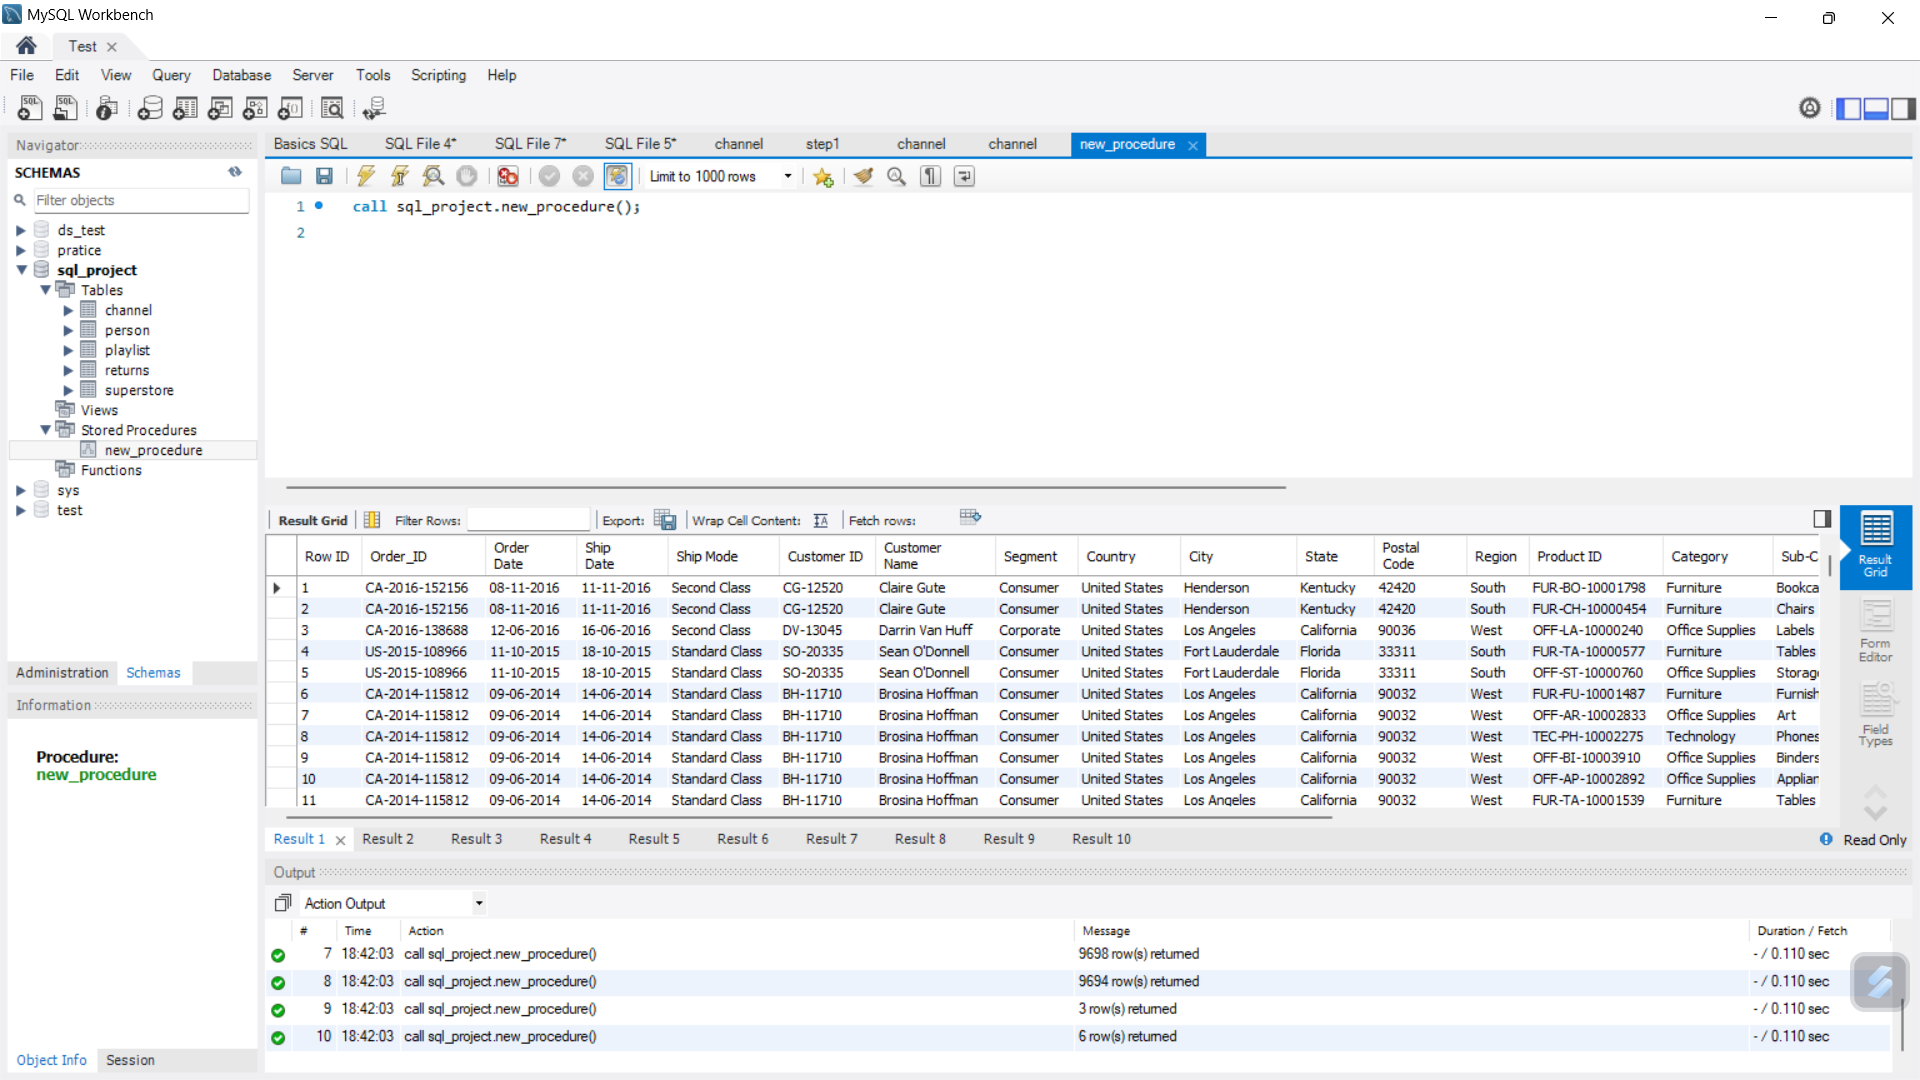 MySQL Workbench
Test
File Edit View Query Database Server Tools Scripting Help
Navigator
SCHEMAS
Filter objects
ds_test
pratice
sql_project
Tables
channel
person
playlist
returns
superstore
Views
Stored Procedures
new_procedure
Functions
sys
test
Administration Schemas
Information
Procedure:
new_procedure
Object Info Session
Basics SQL SQL File 4* SQL File 7* SQL File 5* channel step1 channel channel new_procedure
Limit to 1000 rows
1 call sql_project.new_procedure();
2
Result Grid Filter Rows: Export: Wrap Cell Content: Fetch rows:
Row ID Order_ID Order Date Ship Date Ship Mode Customer ID Customer Name Segment Country City State Postal Code Region Product ID Category Sub-C
1 CA-2016-152156 08-11-2016 11-11-2016 Second Class CG-12520 Claire Gute Consumer United States Henderson Kentucky 42420 South FUR-BO-10001798 Furniture Bookca
2 CA-2016-152156 08-11-2016 11-11-2016 Second Class CG-12520 Claire Gute Consumer United States Henderson Kentucky 42420 South FUR-CH-10000454 Furniture Chairs
3 CA-2016-138688 12-06-2016 16-06-2016 Second Class DV-13045 Darrin Van Huff Corporate United States Los Angeles California 90036 West OFF-LA-10000240 Office Supplies Labels
4 US-2015-108966 11-10-2015 18-10-2015 Standard Class SO-20335 Sean O'Donnell Consumer United States Fort Lauderdale Florida 33311 South FUR-TA-10000577 Furniture Tables
5 US-2015-108966 11-10-2015 18-10-2015 Standard Class SO-20335 Sean O'Donnell Consumer United States Fort Lauderdale Florida 33311 South OFF-ST-10000760 Office Supplies Storag
6 CA-2014-115812 09-06-2014 14-06-2014 Standard Class BH-11710 Brosina Hoffman Consumer United States Los Angeles California 90032 West FUR-FU-10001487 Furniture Furnish
7 CA-2014-115812 09-06-2014 14-06-2014 Standard Class BH-11710 Brosina Hoffman Consumer United States Los Angeles California 90032 West OFF-AR-10002833 Office Supplies Art
8 CA-2014-115812 09-06-2014 14-06-2014 Standard Class BH-11710 Brosina Hoffman Consumer United States Los Angeles California 90032 West TEC-PH-10002275 Technology Phones
9 CA-2014-115812 09-06-2014 14-06-2014 Standard Class BH-11710 Brosina Hoffman Consumer United States Los Angeles California 90032 West OFF-BI-10003910 Office Supplies Binders
10 CA-2014-115812 09-06-2014 14-06-2014 Standard Class BH-11710 Brosina Hoffman Consumer United States Los Angeles California 90032 West OFF-AP-10002892 Office Supplies Applian
11 CA-2014-115812 09-06-2014 14-06-2014 Standard Class BH-11710 Brosina Hoffman Consumer United States Los Angeles California 90032 West FUR-TA-10001539 Furniture Tables
Result Grid
Form Editor
Field Types
Result 1 Result 2 Result 3 Result 4 Result 5 Result 6 Result 7 Result 8 Result 9 Result 10 Read Only
Output
Action Output
# Time Action Message Duration / Fetch
7 18:42:03 call sql_project.new_procedure() 9698 row(s) returned - / 0.110 sec
8 18:42:03 call sql_project.new_procedure() 9694 row(s) returned - / 0.110 sec
9 18:42:03 call sql_project.new_procedure() 3 row(s) returned - / 0.110 sec
10 18:42:03 call sql_project.new_procedure() 6 row(s) returned - / 0.110 sec